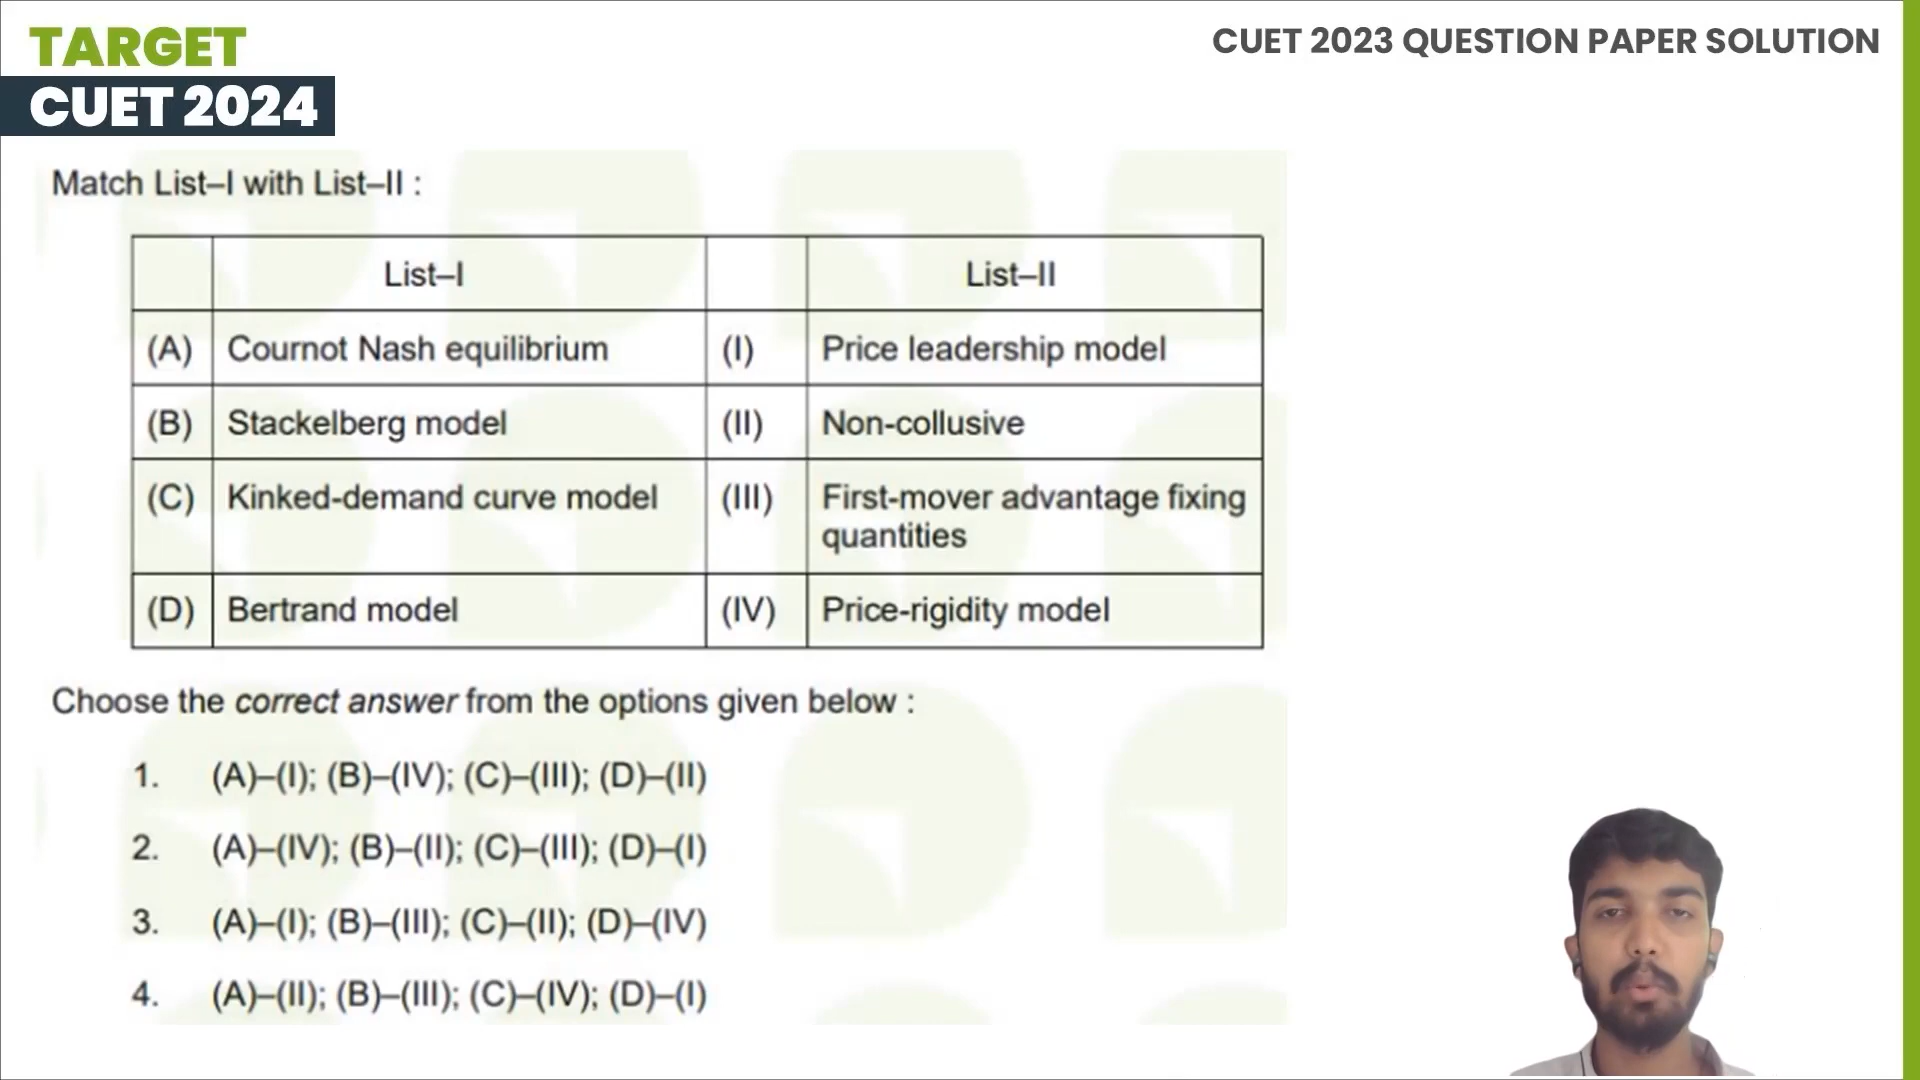 TARGET
CUET 2024
CUET 2023 QUESTION PAPER SOLUTION
Match List–I with List–II :
List–I List–II
(A) Cournot Nash equilibrium (I) Price leadership model
(B) Stackelberg model (II) Non-collusive
(C) Kinked-demand curve model (III) First-mover advantage fixing
quantities
(D) Bertrand model (IV) Price-rigidity model
Choose the correct answer from the options given below :
1. (A)–(I); (B)–(IV); (C)–(III); (D)–(II)
2. (A)–(IV); (B)–(II); (C)–(III); (D)–(I)
3. (A)–(I); (B)–(III); (C)–(II); (D)–(IV)
4. (A)–(II); (B)–(III); (C)–(IV); (D)–(I)